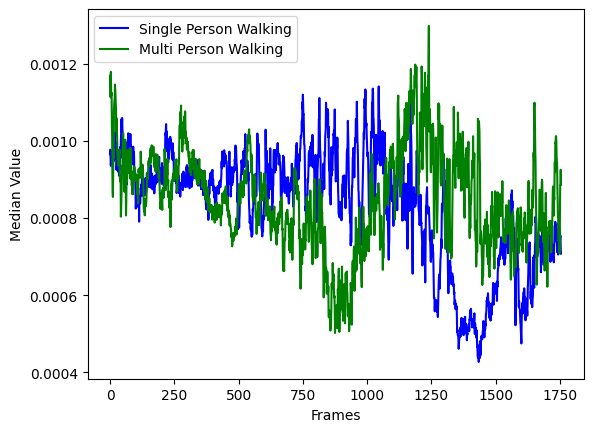 Single Person Walking
Multi Person Walking
Median Value
0.0012
0.0010
0.0008
0.0006
0.0004
0 250 500 750 1000 1250 1500 1750
Frames